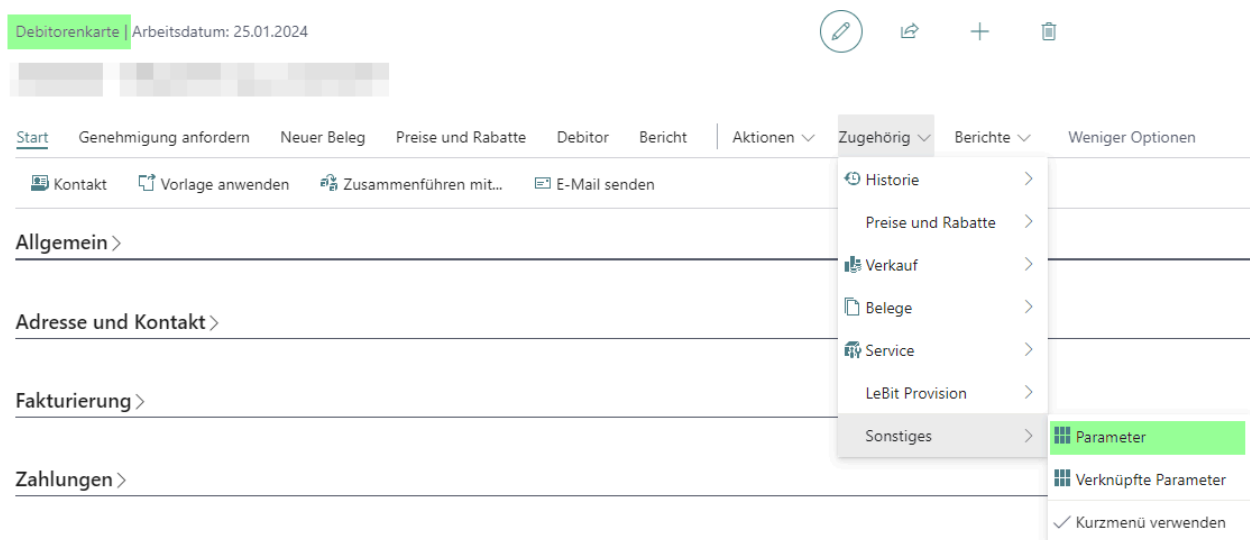 Debitorenkarte | Arbeitsdatum: 25.01.2024
Start Genehmigung anfordern Neuer Beleg Preise und Rabatte Debitor Bericht Aktionen Zugehörig Berichte Weniger Optionen
Kontakt Vorlage anwenden Zusammenführen mit... E-Mail senden
Historie
Preise und Rabatte
Allgemein
Verkauf
Belege
Adresse und Kontakt
Service
LeBit Provision
Fakturierung
Sonstiges
Parameter
Zahlungen
Verknüpfte Parameter
Kurzmenü verwenden